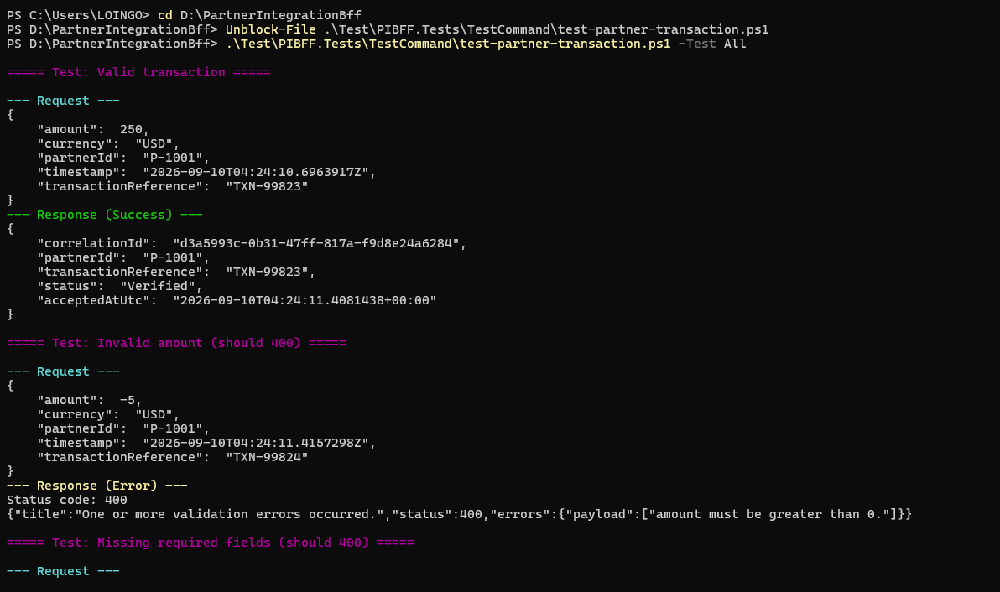 PS C:\Users\LOINGO> cd D:\PartnerIntegrationBff
PS D:\PartnerIntegrationBff> Unblock-File .\Test\PIBFF.Tests\TestCommand\test-partner-transaction.ps1
PS D:\PartnerIntegrationBff> .\Test\PIBFF.Tests\TestCommand\test-partner-transaction.ps1 -Test All
===== Test: Valid transaction =====
--- Request ---
{
    "amount":  250,
    "currency":  "USD",
    "partnerId":  "P-1001",
    "timestamp":  "2026-09-10T04:24:10.6963917Z",
    "transactionReference":  "TXN-99823"
}
--- Response (Success) ---
{
    "correlationId":  "d3a5993c-0b31-47ff-817a-f9d8e24a6284",
    "partnerId":  "P-1001",
    "transactionReference":  "TXN-99823",
    "status":  "Verified",
    "acceptedAtUtc":  "2026-09-10T04:24:11.4081438+00:00"
}
===== Test: Invalid amount (should 400) =====
--- Request ---
{
    "amount":  -5,
    "currency":  "USD",
    "partnerId":  "P-1001",
    "timestamp":  "2026-09-10T04:24:11.4157298Z",
    "transactionReference":  "TXN-99824"
}
--- Response (Error) ---
Status code: 400
{"title":"One or more validation errors occurred.","status":400,"errors":{"payload":["amount must be greater than 0."]}}
===== Test: Missing required fields (should 400) =====
--- Request ---